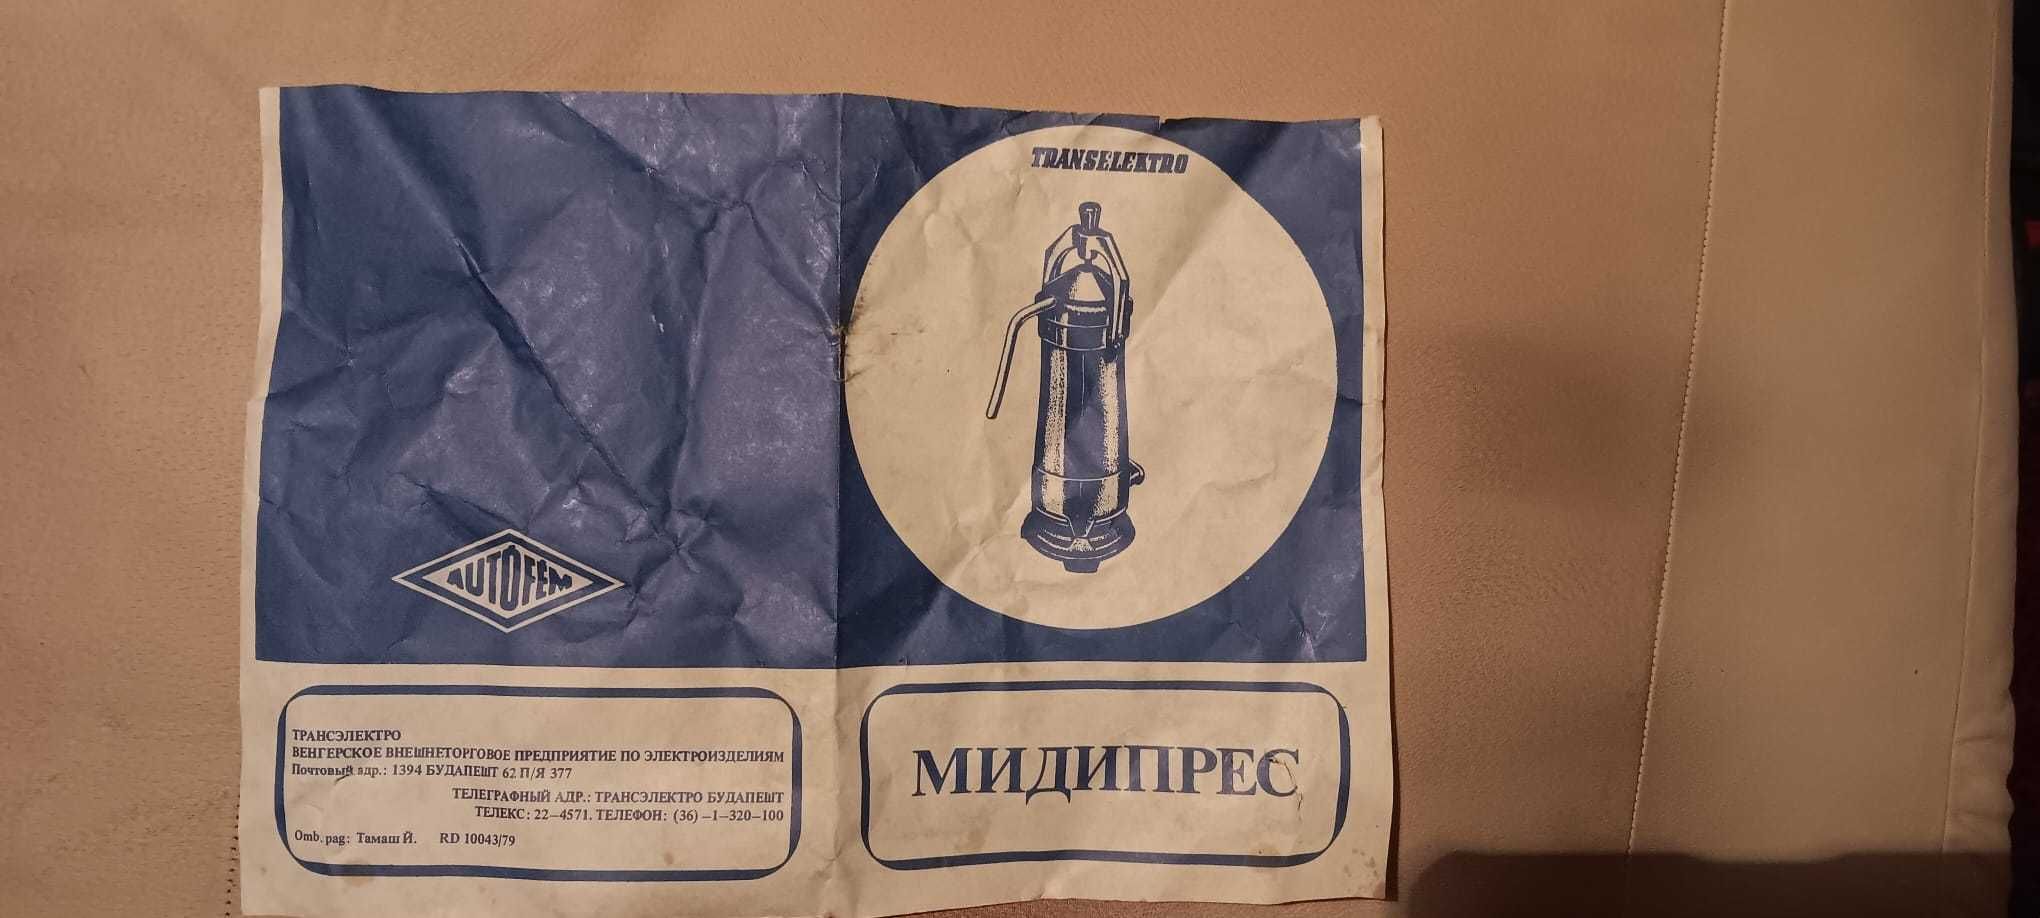 TRANSELEKTRO
AUTÓFÉM
ТРАНСЭЛЕКТРО
ВЕНГЕРСКОЕ ВНЕШНЕТОРГОВОЕ ПРЕДПРИЯТИЕ ПО ЭЛЕКТРОИЗДЕЛИЯМ
Почтовый адр.: 1394 БУДАПЕШТ 62 П/Я 377
ТЕЛЕГРАФНЫЙ АДР.: ТРАНСЭЛЕКТРО БУДАПЕШТ
ТЕЛЕКС: 22-4571. ТЕЛЕФОН: (36) -1-320-100
Omb. pag: Тамаш Й. RD 10043/79
МИДИПРЕС